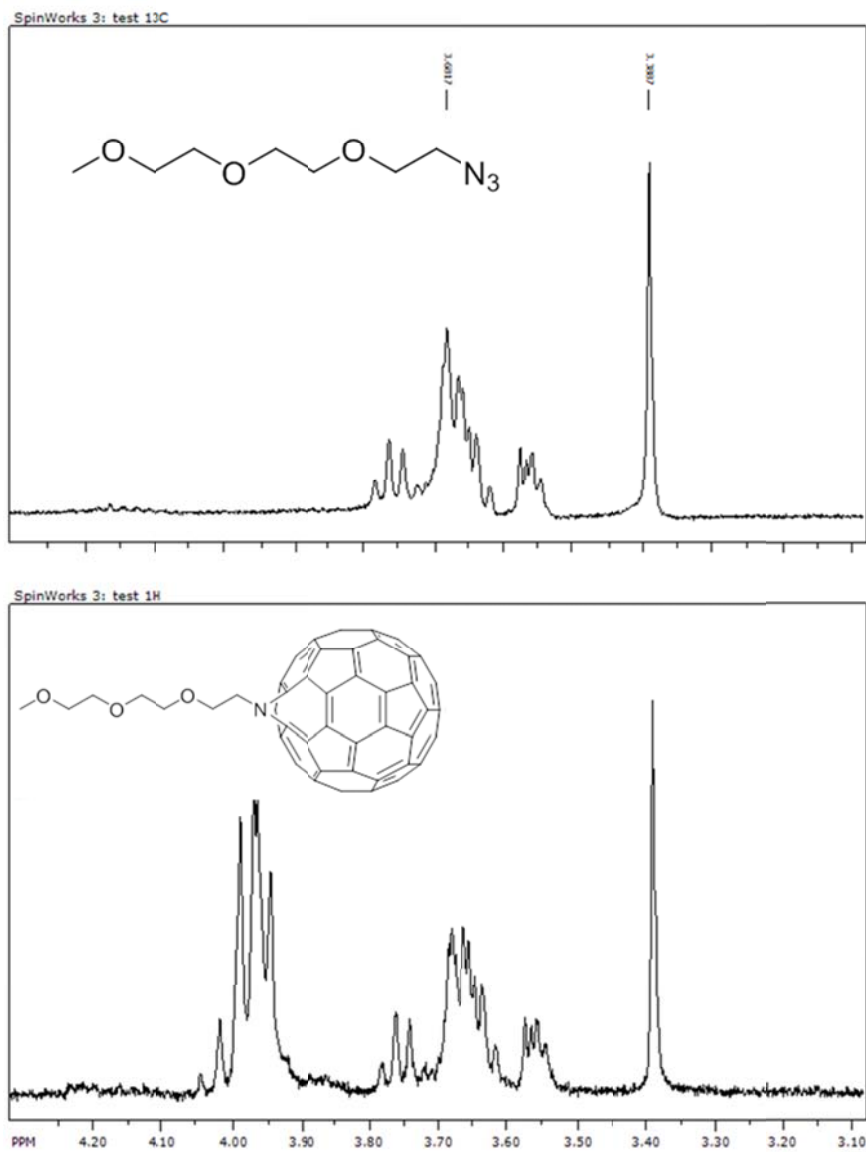 SpinWorks 3: test 13C
3.6817 3.3887
O O O N3
SpinWorks 3: test 1H
O O O N
PPM 4.20 4.10 4.00 3.90 3.80 3.70 3.60 3.50 3.40 3.30 3.20 3.10